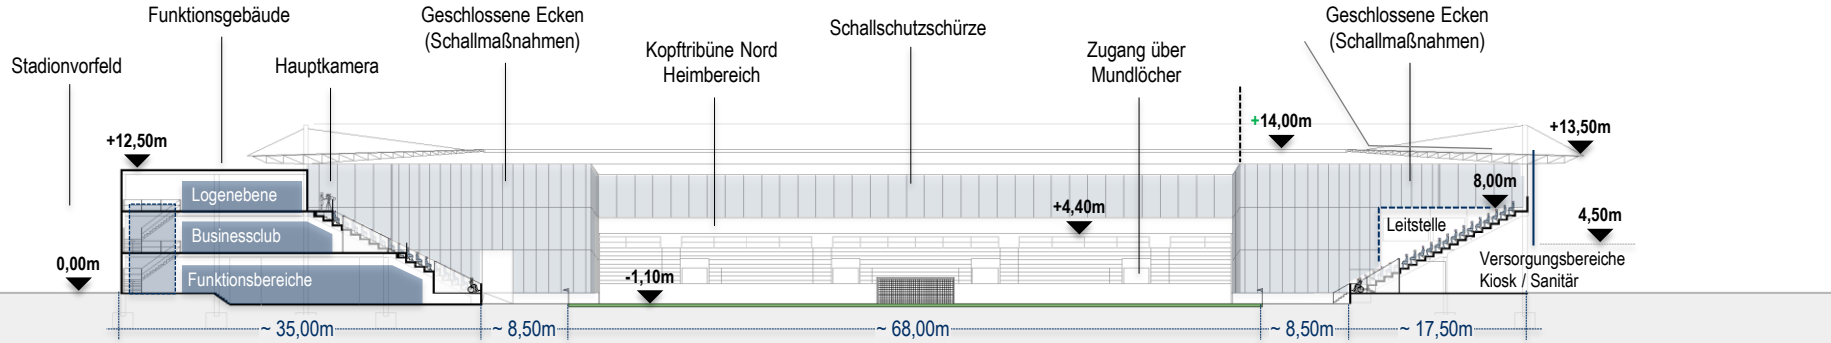 Funktionsgebäude
Geschlossene Ecken
(Schallmaßnahmen)
Schallschutzschürze
Geschlossene Ecken
(Schallmaßnahmen)
Stadionvorfeld
Hauptkamera
Kopftribüne Nord
Heimbereich
Zugang über
Mundlöcher
+12,50m
+14,00m
+13,50m
Logenebene
8,00m
+4,40m
Leitstelle
4,50m
Businessclub
0,00m
Versorgungsbereiche
Kiosk / Sanitär
Funktionsbereiche
-1,10m
~ 35,00m
~ 8,50m
~ 68,00m
~ 8,50m
~ 17,50m